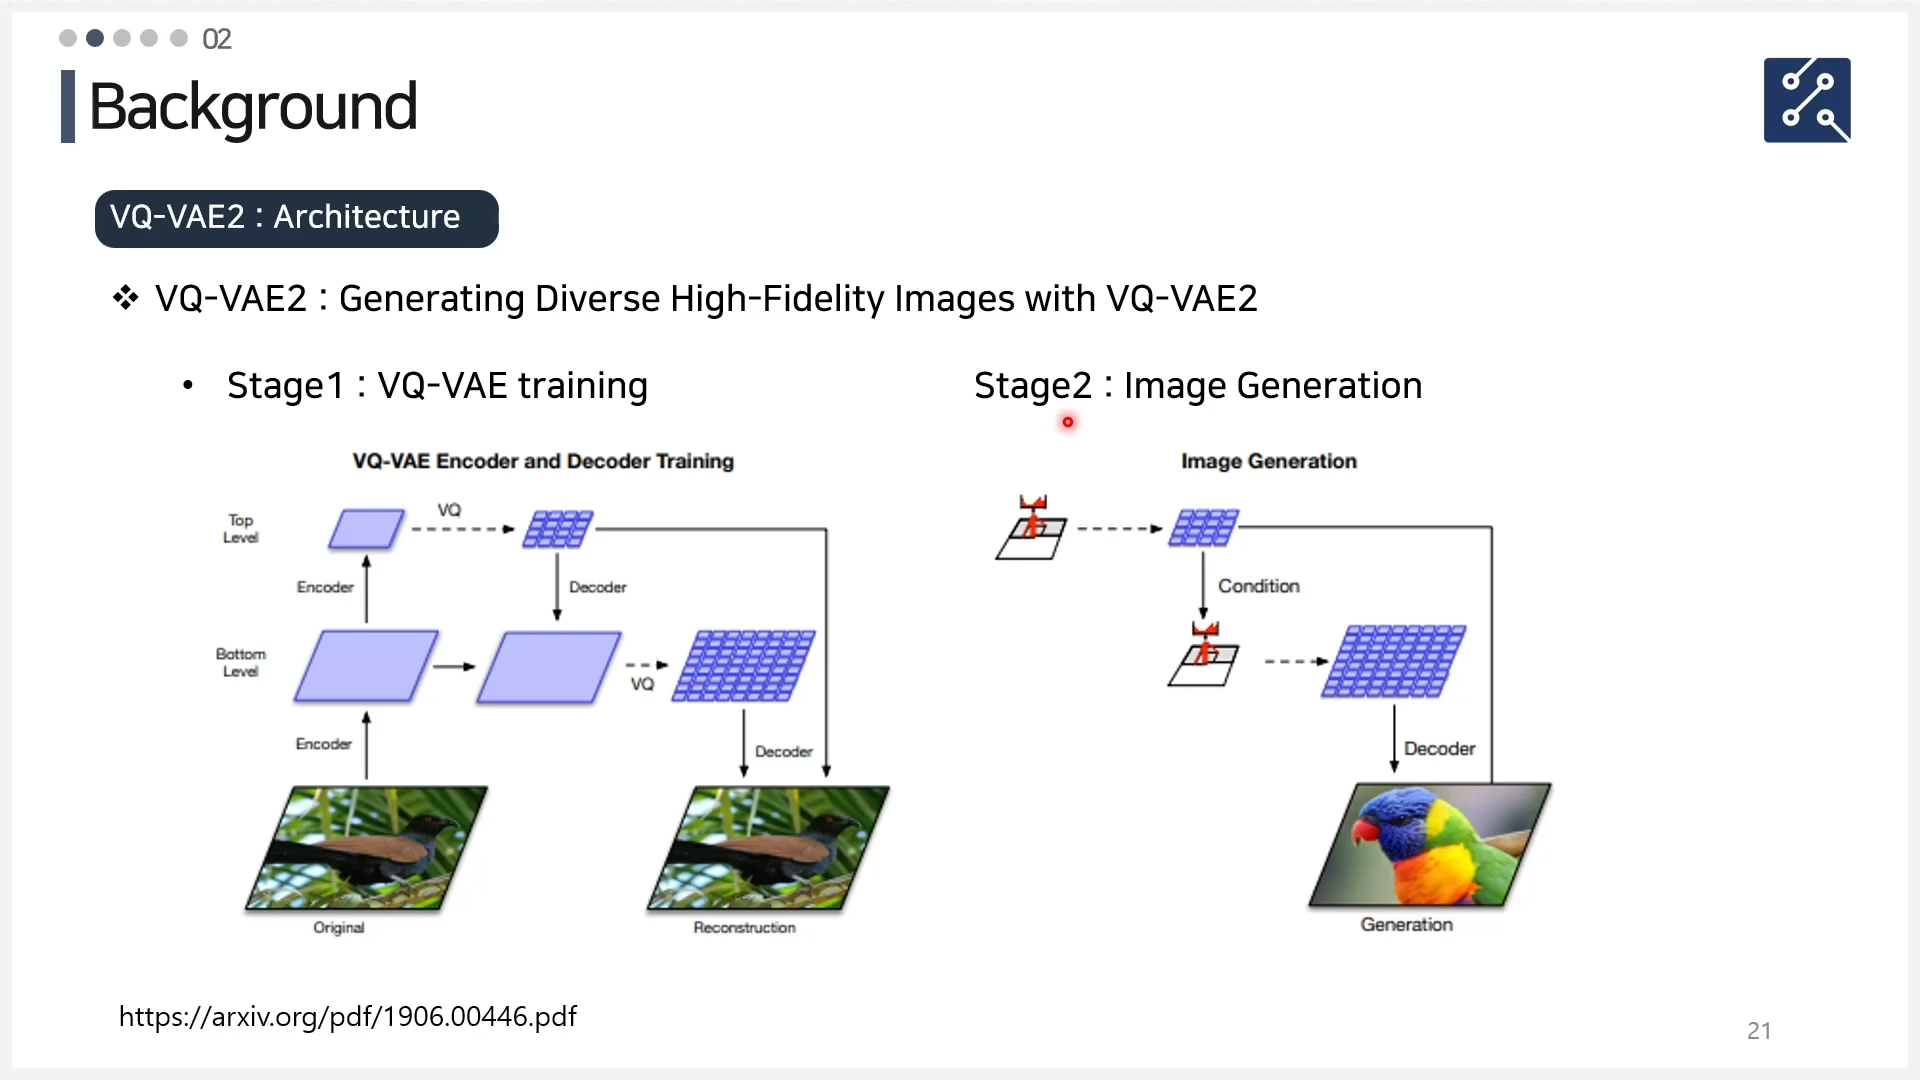 02
Background
VQ-VAE2 : Architecture
❖ VQ-VAE2 : Generating Diverse High-Fidelity Images with VQ-VAE2
• Stage1 : VQ-VAE training
Stage2 : Image Generation
VQ-VAE Encoder and Decoder Training
Top
Level
VQ
Encoder
Decoder
Bottom
Level
VQ
Encoder
Decoder
Original
Reconstruction
Image Generation
Condition
Decoder
Generation
https://arxiv.org/pdf/1906.00446.pdf
21